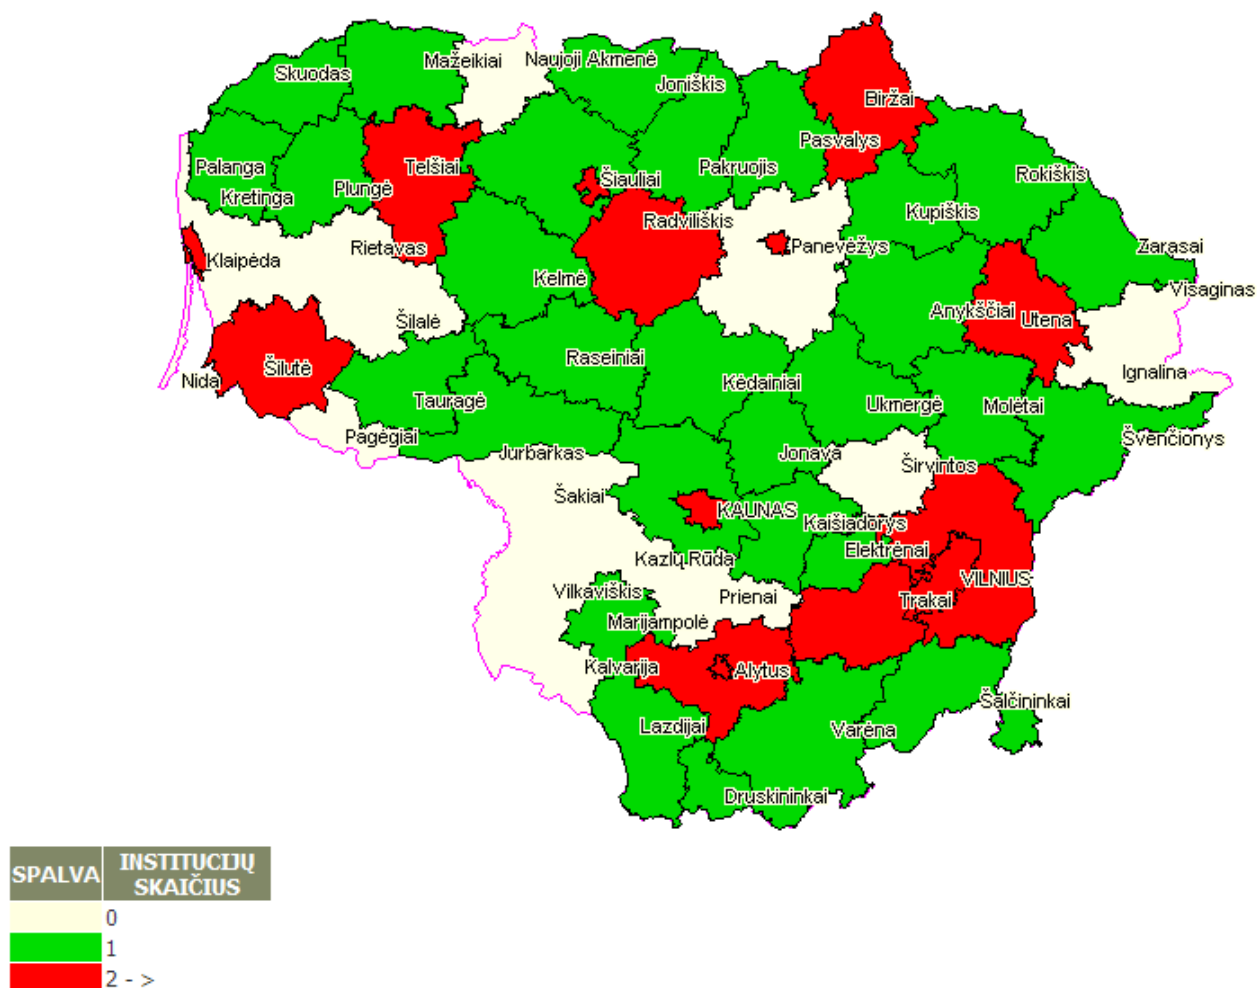 Mažeikiai
Naujoji Akmenė
Skuodas
Joniškis
Biržai
Pasvalys
Palanga
Telšiai
Šiauliai
Pakruojis
Rokiškis
Kretinga
Plungė
Radviliškis
Kupiškis
Rietavas
Panevėžys
Zarasai
Klaipėda
Kelmė
Visaginas
Anykščiai
Utena
Šilalė
Raseiniai
Šilutė
Nida
Kėdainiai
Ignalina
Tauragė
Ukmergė
Molėtai
Pagėgiai
Švenčionys
Jurbarkas
Jonava
Širvintos
Šakiai
KAUNAS
Kaišiadorys
Elektrėnai
Kazlų Rūda
VILNIUS
Vilkaviškis
Prienai
Trakai
Marijampolė
Kalvarija
Alytus
Šalčininkai
Lazdijai
Varėna
Druskininkai
SPALVA
INSTITUCIJŲ
SKAIČIUS
0
1
2 - >